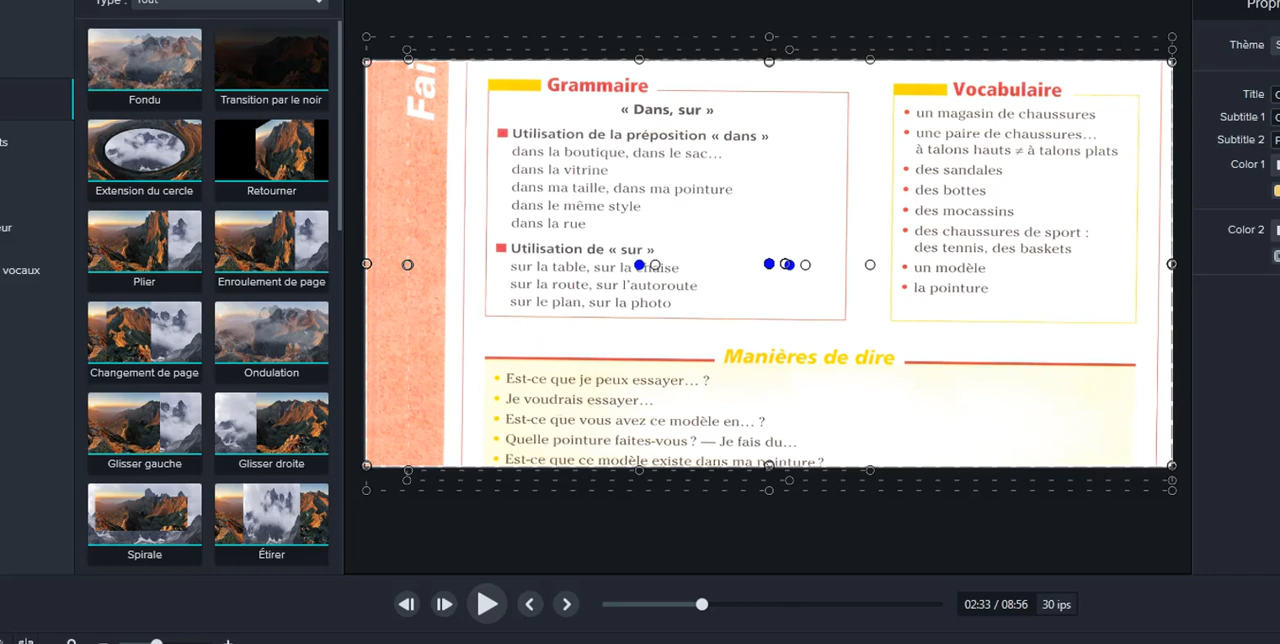 Type : Tout
Fondu
Transition par le noir
Extension du cercle
Retourner
Plier
Enroulement de page
Changement de page
Ondulation
Glisser gauche
Glisser droite
Spirale
Étirer
vocaux
Fai
Grammaire
« Dans, sur »
Utilisation de la préposition « dans »
dans la boutique, dans le sac…
dans la vitrine
dans ma taille, dans ma pointure
dans le même style
dans la rue
Utilisation de « sur »
sur la table, sur la chaise
sur la route, sur l'autoroute
sur le plan, sur la photo
Vocabulaire
• un magasin de chaussures
• une paire de chaussures…
à talons hauts ≠ à talons plats
• des sandales
• des bottes
• des mocassins
• des chaussures de sport :
des tennis, des baskets
• un modèle
• la pointure
Manières de dire
• Est-ce que je peux essayer… ?
• Je voudrais essayer…
• Est-ce que vous avez ce modèle en… ?
• Quelle pointure faites-vous ? — Je fais du…
• Est-ce que ce modèle existe dans ma pointure ?
02:33 / 08:56 30 ips
Propri
Thème
Title
Subtitle 1
Subtitle 2
Color 1
Color 2